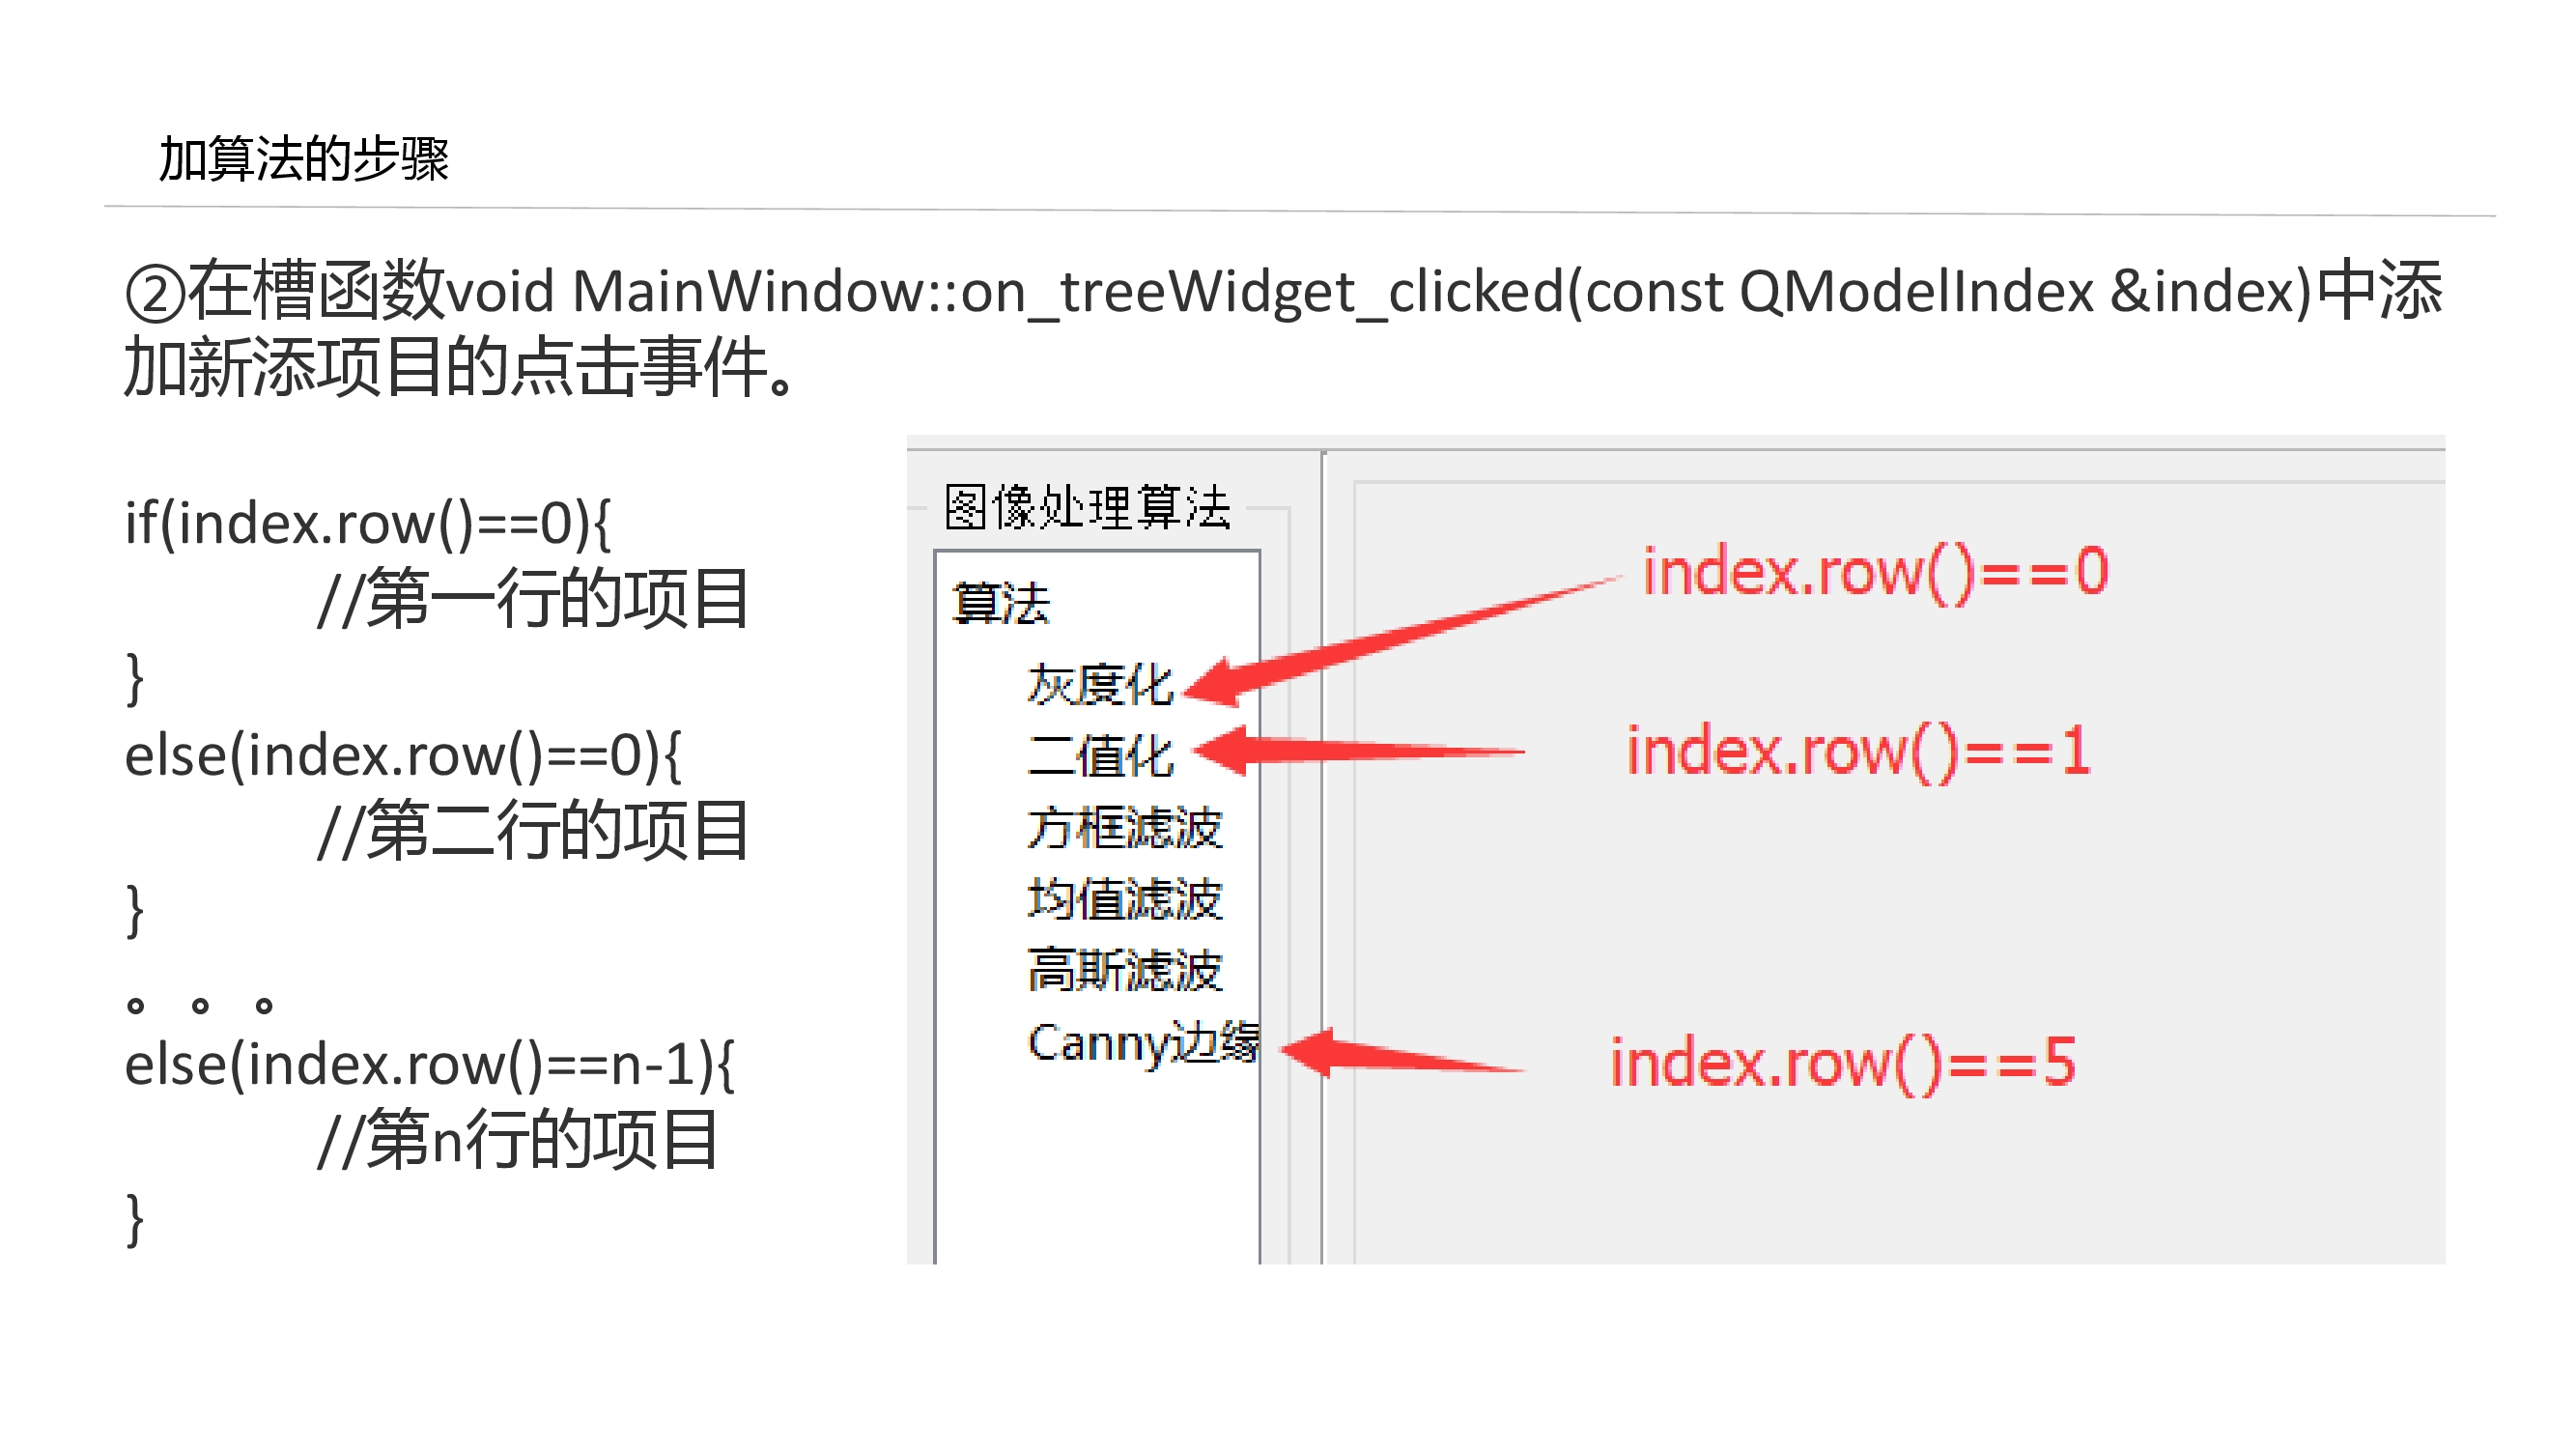 加算法的步骤
②在槽函数void MainWindow::on_treeWidget_clicked(const QModelIndex &index)中添
加新添项目的点击事件。
if(index.row()==0){
//第一行的项目
}
else(index.row()==0){
//第二行的项目
}
。。。
else(index.row()==n-1){
//第n行的项目
}
图像处理算法
算法
灰度化
二值化
方框滤波
均值滤波
高斯滤波
Canny边缘
index.row()==0
index.row()==1
index.row()==5